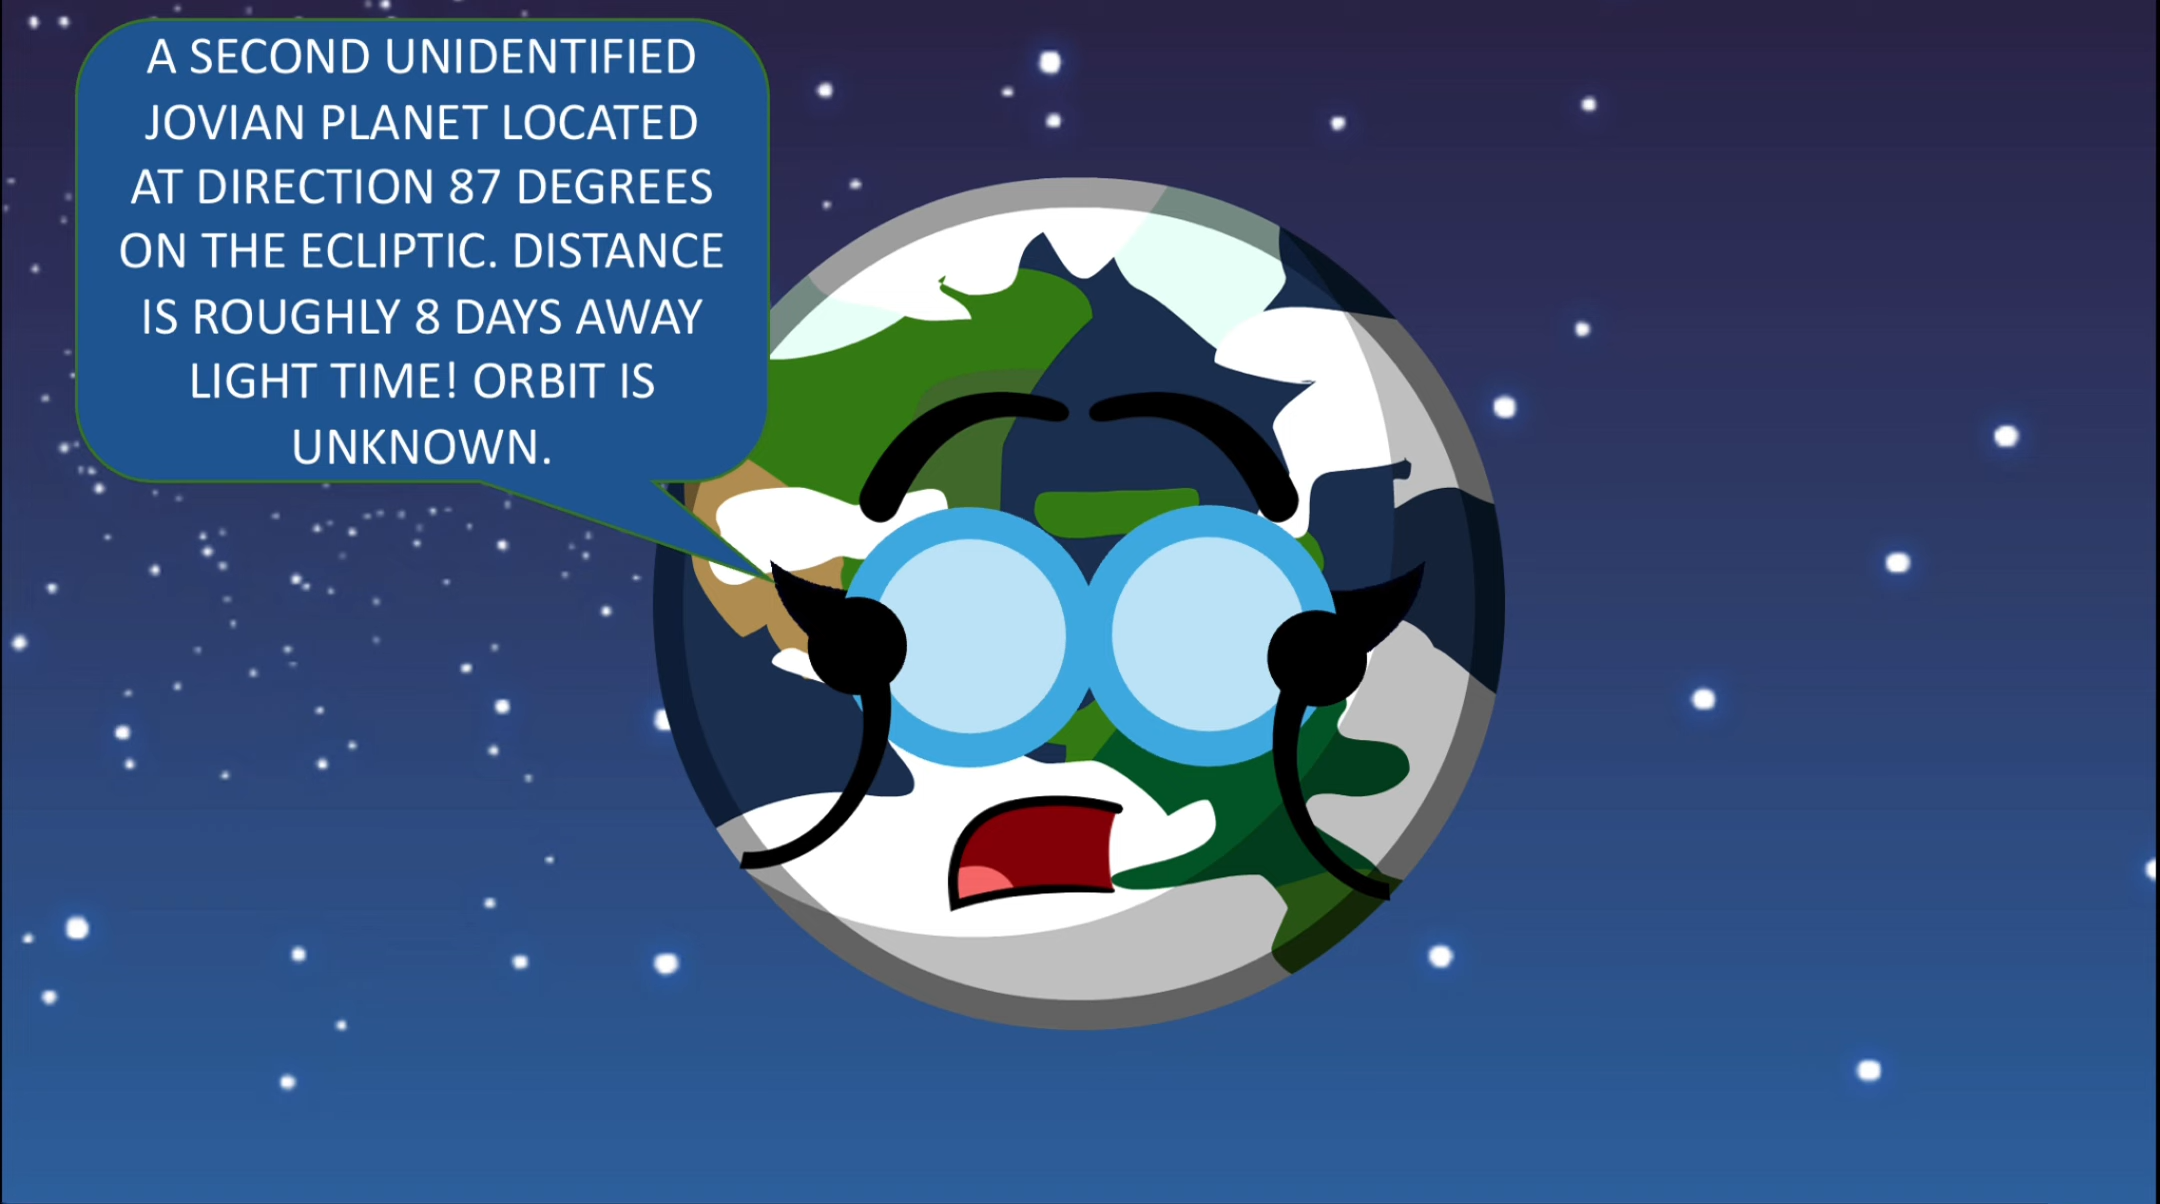 A SECOND UNIDENTIFIED
JOVIAN PLANET LOCATED
AT DIRECTION 87 DEGREES
ON THE ECLIPTIC. DISTANCE
IS ROUGHLY 8 DAYS AWAY
LIGHT TIME! ORBIT IS
UNKNOWN.